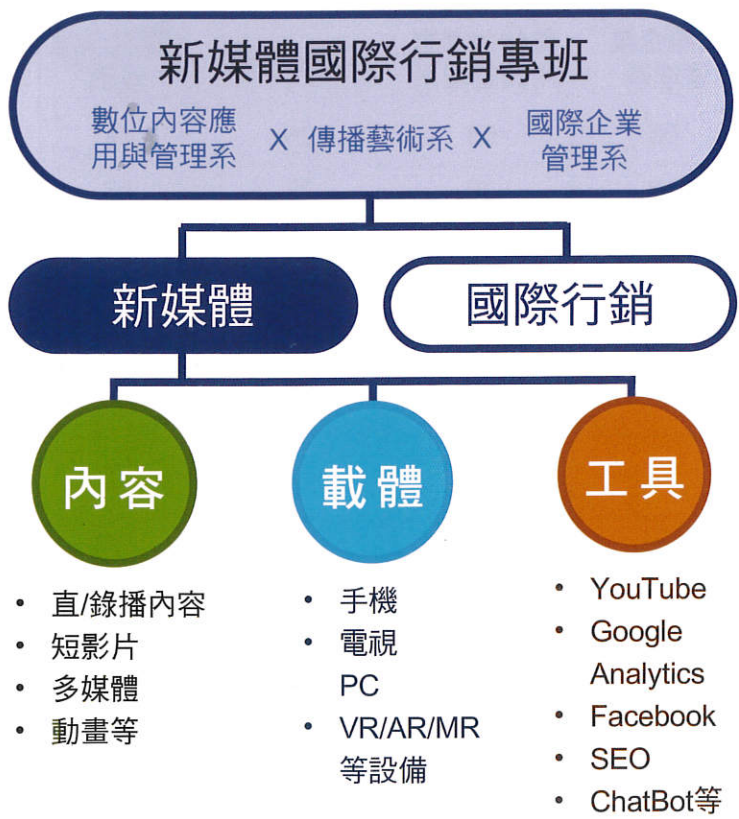 新媒體國際行銷專班
數位內容應
用與管理系
X
傳播藝術系
X
國際企業
管理系
新媒體
國際行銷
內容
• 直/錄播內容
• 短影片
• 多媒體
• 動畫等
載體
• 手機
• 電視
PC
• VR/AR/MR
等設備
工具
• YouTube
• Google
Analytics
• Facebook
• SEO
• ChatBot等